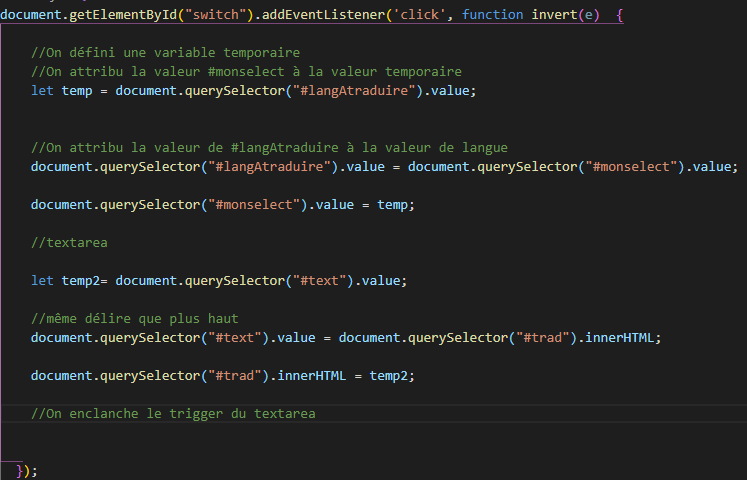 document.getElementById("switch").addEventListener('click', function invert(e)  {
//On défini une variable temporaire
//On attribu la valeur #monselect à la valeur temporaire
let temp = document.querySelector("#langAtraduire").value;
//On attribu la valeur de #langAtraduire à la valeur de langue
document.querySelector("#langAtraduire").value = document.querySelector("#monselect").value;
document.querySelector("#monselect").value = temp;
//textarea
let temp2= document.querySelector("#text").value;
//même délire que plus haut
document.querySelector("#text").value = document.querySelector("#trad").innerHTML;
document.querySelector("#trad").innerHTML = temp2;
//On enclanche le trigger du textarea
});